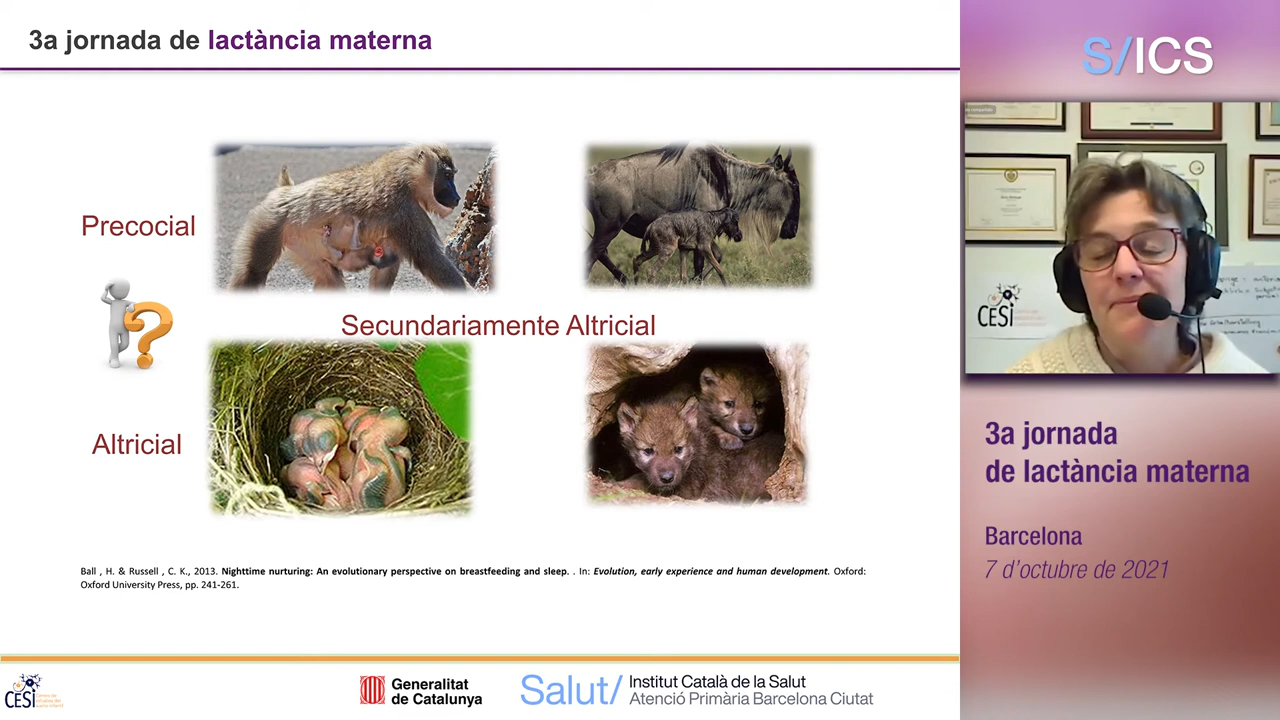 3a jornada de lactància materna
Precocial
Secundariamente Altricial
Altricial
Ball , H. & Russell , C. K., 2013. Nighttime nurturing: An evolutionary perspective on breastfeeding and sleep. . In: Evolution, early experience and human development. Oxford:
Oxford University Press, pp. 241-261.
CESI
Generalitat
de Catalunya
Salut/
Institut Català de la Salut
Atenció Primària Barcelona Ciutat
S/ICS
CESI
3a jornada
de lactància materna
Barcelona
7 d'octubre de 2021